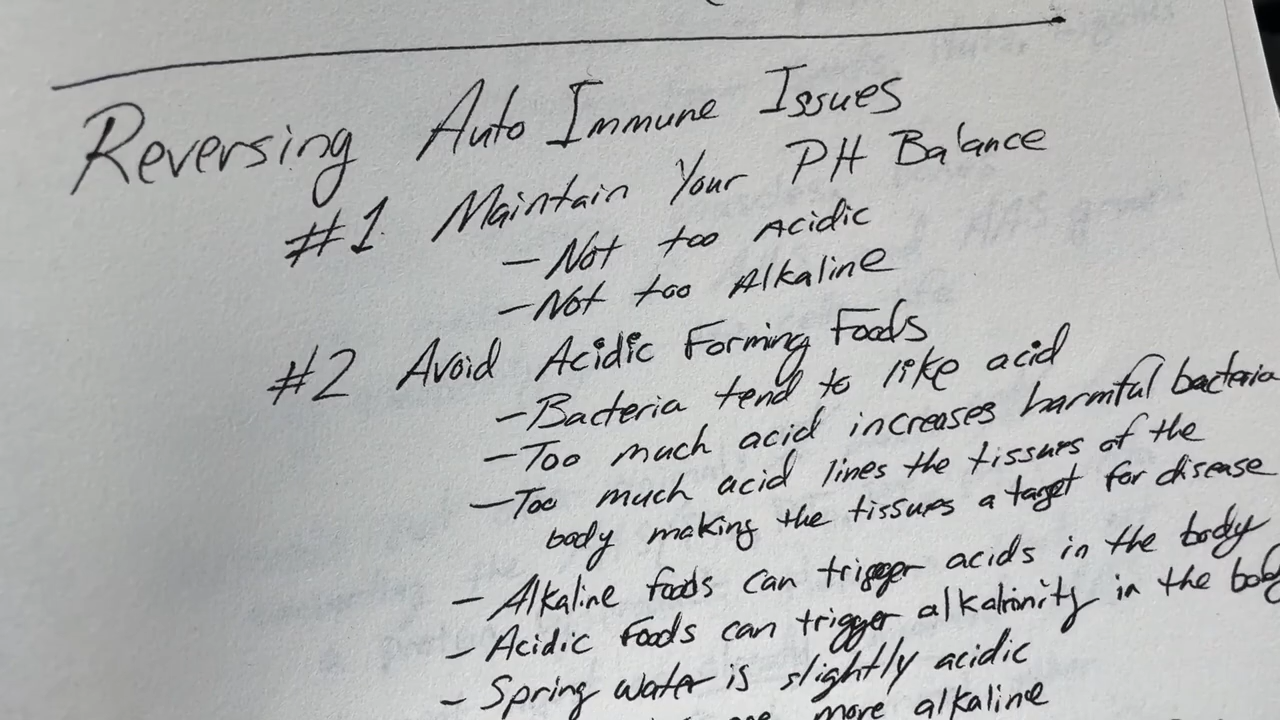 Reversing Auto Immune Issues
#1 Maintain Your PH Balance
- Not too Acidic
- Not too Alkaline
#2 Avoid Acidic Forming Foods
- Bacteria tend to like acid
- Too much acid increases harmful bacteria
- Too much acid lines the tissues of the
body making the tissues a target for disease
- Alkaline foods can trigger acids in the body
- Acidic foods can trigger alkalinity in the body
- Spring water is slightly acidic
more alkaline